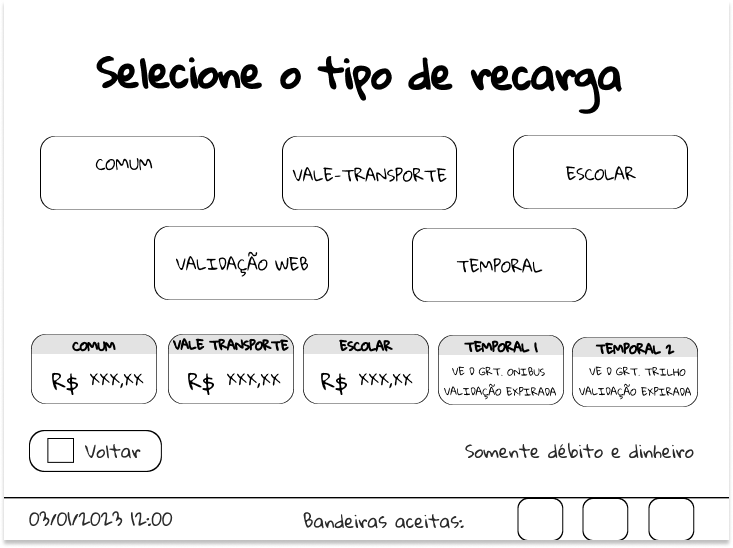 Selecione o tipo de recarga
COMUM
VALE-TRANSPORTE
ESCOLAR
VALIDAÇÃO WEB
TEMPORAL
COMUM
R$ XXX,XX
VALE TRANSPORTE
R$ XXX,XX
ESCOLAR
R$ XXX,XX
TEMPORAL 1
VE D GRT. ONIBUS
VALIDAÇÃO EXPIRADA
TEMPORAL 2
VE D GRT. TRILHO
VALIDAÇÃO EXPIRADA
Voltar
Somente débito e dinheiro
03/01/2023 12:00
Bandeiras aceitas: